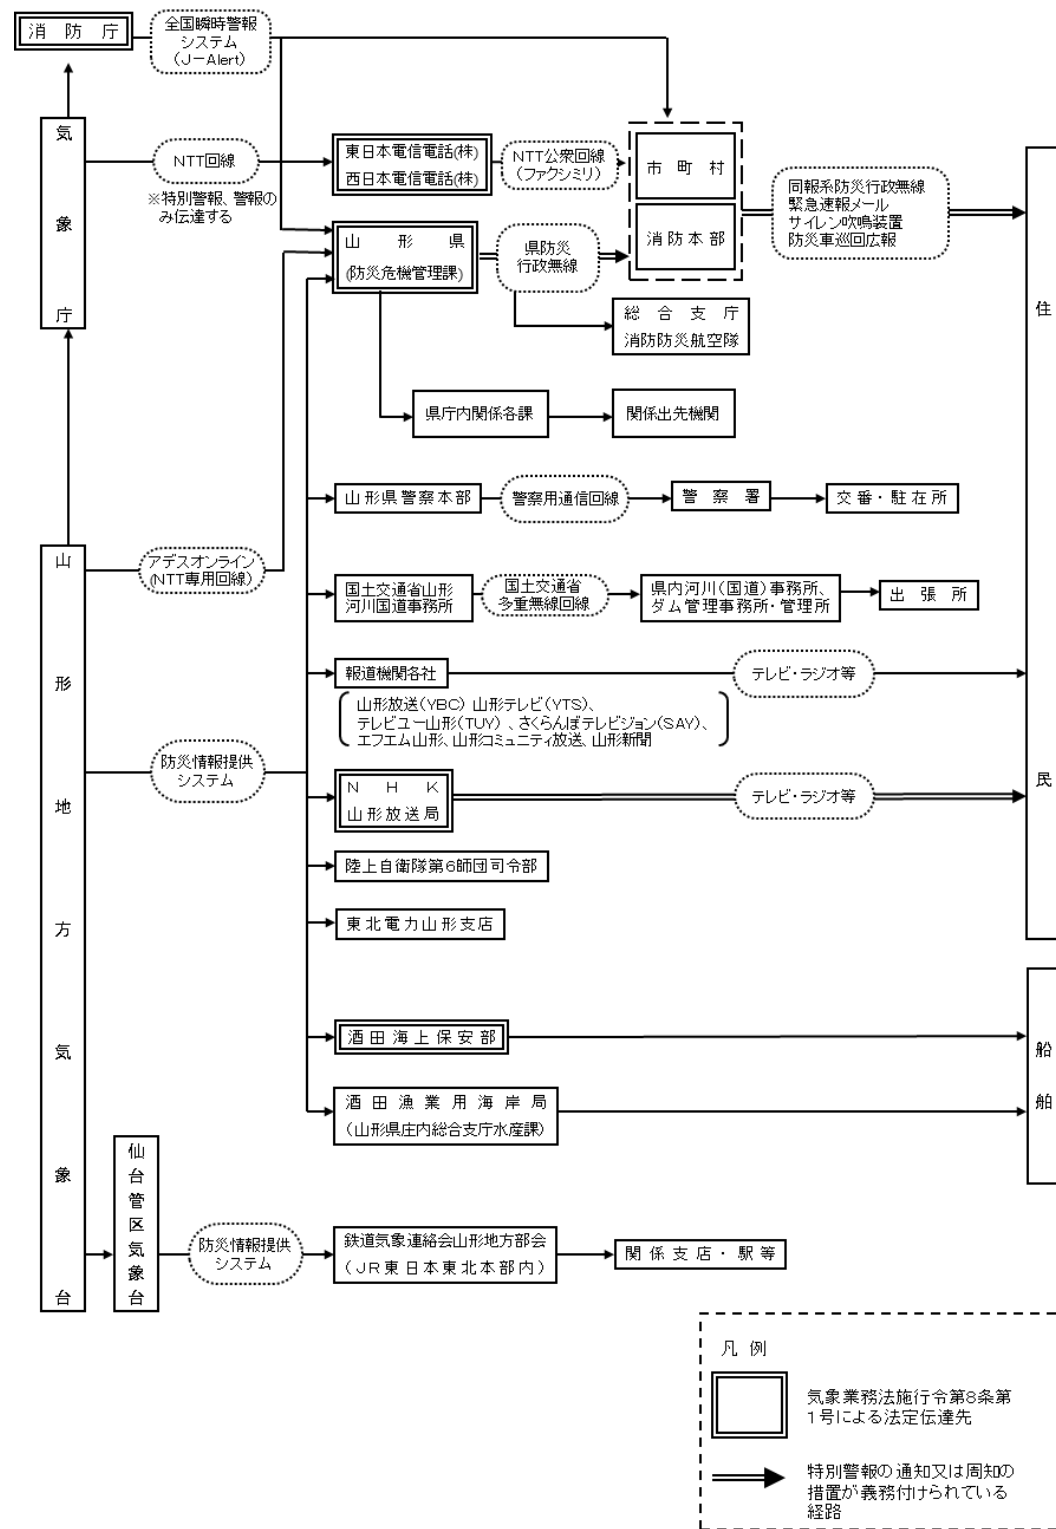 消防庁
全国瞬時警報
システム
(J-Alert)
気象庁
NTT回線
※特別警報、警報の
み伝達する
東日本電信電話(株)
西日本電信電話(株)
NTT公衆回線
(ファクシミリ)
市町村
消防本部
同報系防災行政無線
緊急速報メール
サイレン吹鳴装置
防災車巡回広報
山形県
(防災危機管理課)
県防災
行政無線
総合支庁
消防防災航空隊
県庁内関係各課
関係出先機関
住民
山形地方気象台
山形県警察本部
警察用通信回線
警察署
交番・駐在所
アデスオンライン
(NTT専用回線)
国土交通省山形
河川国道事務所
国土交通省
多重無線回線
県内河川(国道)事務所、
ダム管理事務所・管理所
出張所
報道機関各社
テレビ・ラジオ等
山形放送(YBC) 山形テレビ(YTS)、
テレビユー山形(TUY)、さくらんぼテレビジョン(SAY)、
エフエム山形、山形コミュニティ放送、山形新聞
防災情報提供
システム
NHK
山形放送局
テレビ・ラジオ等
陸上自衛隊第6師団司令部
東北電力山形支店
酒田海上保安部
船舶
酒田漁業用海岸局
(山形県庄内総合支庁水産課)
仙台管区気象台
防災情報提供
システム
鉄道気象連絡会山形地方部会
(JR東日本東北本部内)
関係支店・駅等
凡例
気象業務法施行令第8条第
1号による法定伝達先
特別警報の通知又は周知の
措置が義務付けられている
経路